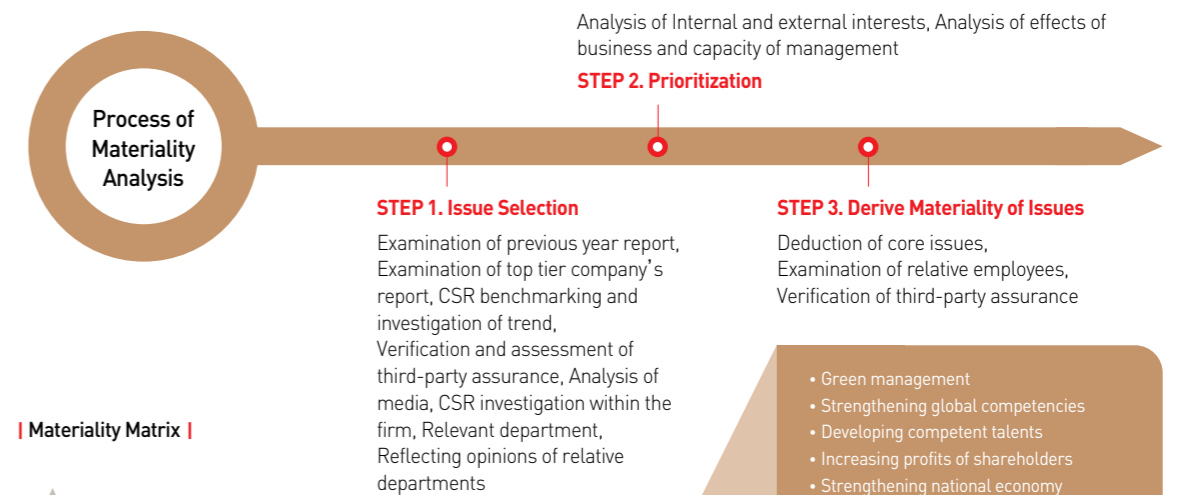 Process of
Materiality
Analysis
Analysis of Internal and external interests, Analysis of effects of
business and capacity of management
STEP 2. Prioritization
STEP 1. Issue Selection
Examination of previous year report,
Examination of top tier company's
report, CSR benchmarking and
investigation of trend,
Verification and assessment of
third-party assurance, Analysis of
media, CSR investigation within the
firm, Relevant department,
Reflecting opinions of relative
departments
STEP 3. Derive Materiality of Issues
Deduction of core issues,
Examination of relative employees,
Verification of third-party assurance
• Green management
• Strengthening global competencies
• Developing competent talents
• Increasing profits of shareholders
• Strengthening national economy
| Materiality Matrix |